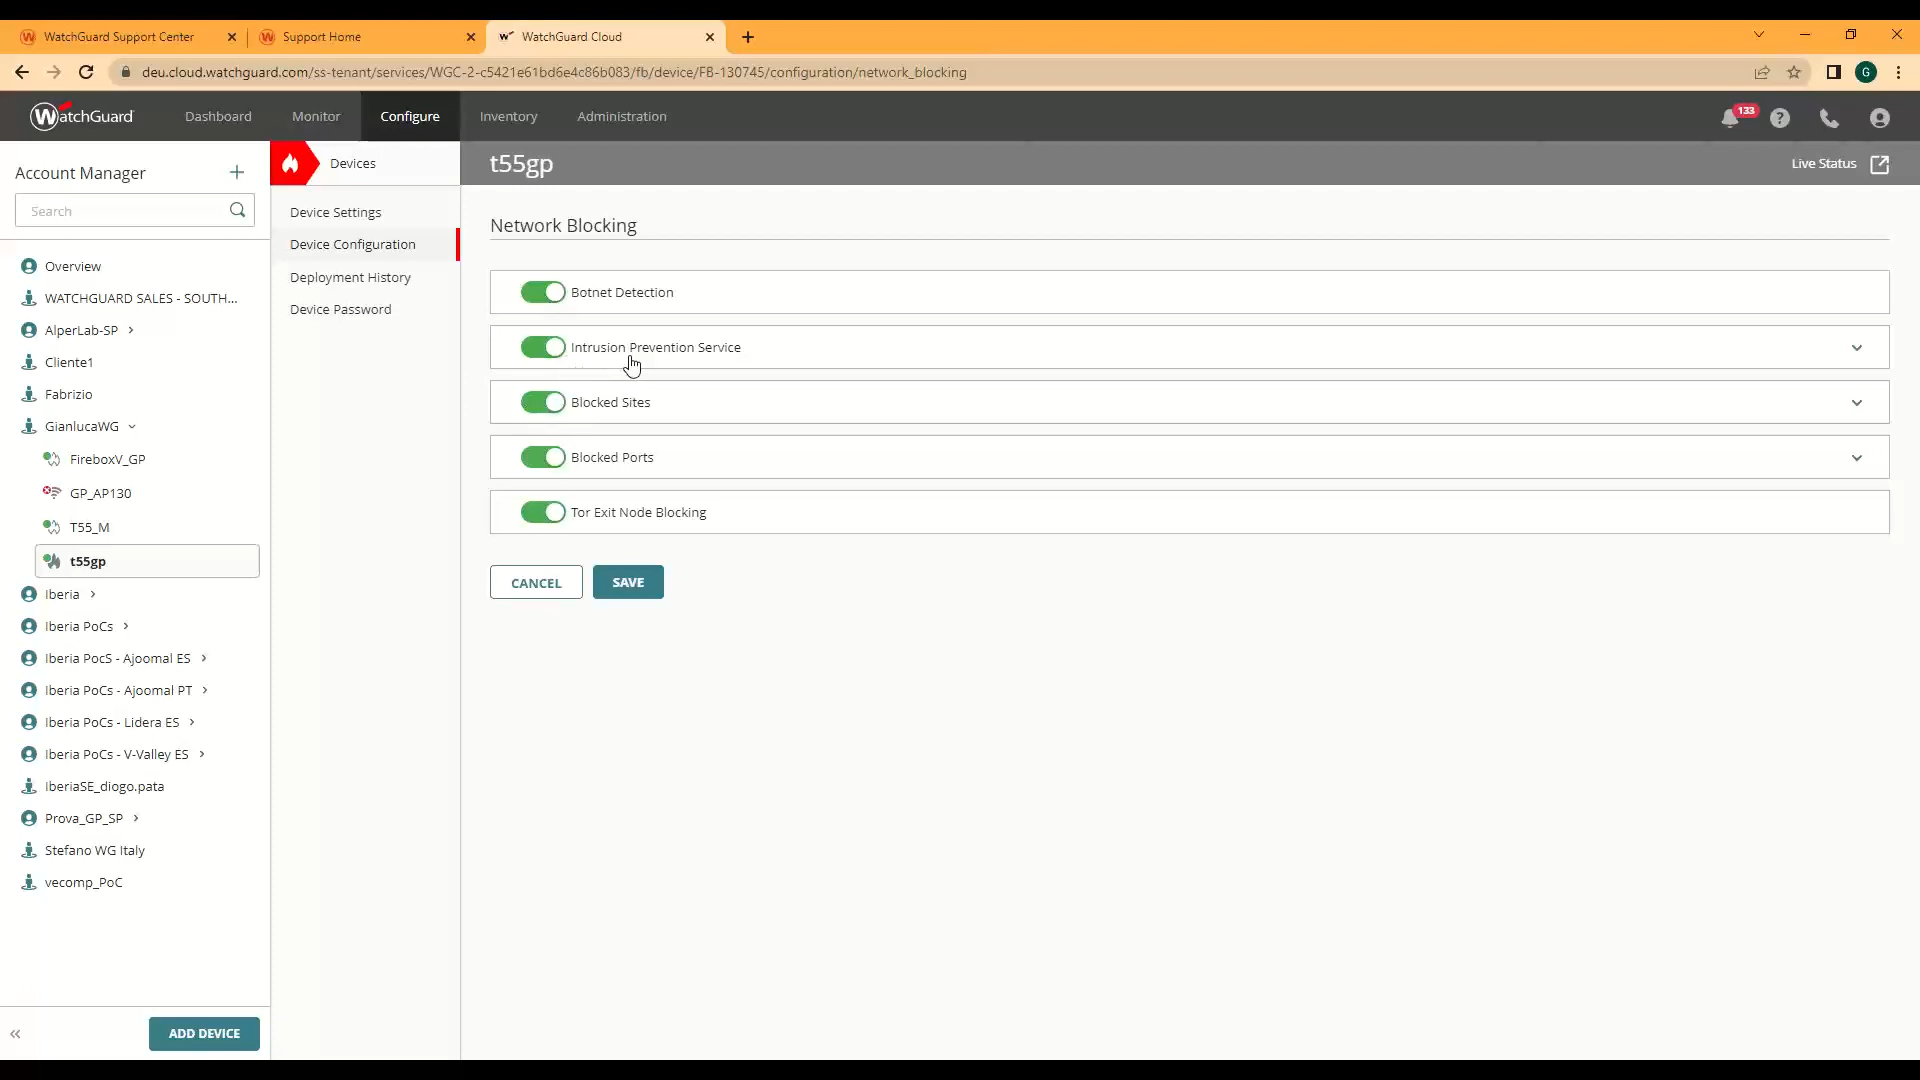 WatchGuard Support Center
Support Home
WatchGuard Cloud
deu.cloud.watchguard.com/ss-tenant/services/WGC-2-c5421e61bd6e4c86b083/fb/device/FB-130745/configuration/network_blocking
G
WatchGuard
Dashboard
Monitor
Configure
Inventory
Administration
133
Account Manager
Search
Overview
WATCHGUARD SALES - SOUTH...
AlperLab-SP
Cliente1
Fabrizio
GianlucaWG
FireboxV_GP
GP_AP130
T55_M
t55gp
Iberia
Iberia PoCs
Iberia PocS - Ajoomal ES
Iberia PoCs - Ajoomal PT
Iberia PoCs - Lidera ES
Iberia PoCs - V-Valley ES
IberiaSE_diogo.pata
Prova_GP_SP
Stefano WG Italy
vecomp_PoC
ADD DEVICE
Devices
Device Settings
Device Configuration
Deployment History
Device Password
t55gp
Live Status
Network Blocking
Botnet Detection
Intrusion Prevention Service
Blocked Sites
Blocked Ports
Tor Exit Node Blocking
CANCEL
SAVE